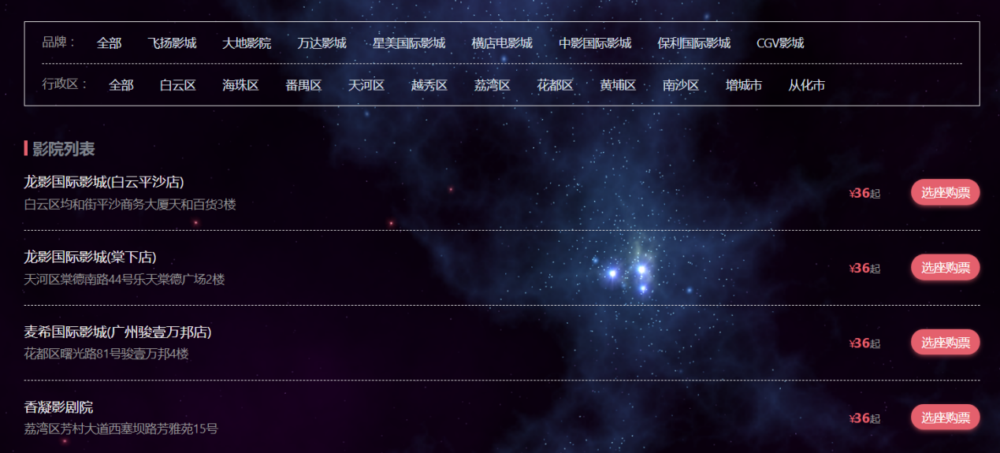 品牌： 全部 飞扬影城 大地影院 万达影城 星美国际影城 横店电影城 中影国际影城 保利国际影城 CGV影城
行政区： 全部 白云区 海珠区 番禺区 天河区 越秀区 荔湾区 花都区 黄埔区 南沙区 增城市 从化市
影院列表
龙影国际影城(白云平沙店)
白云区均和街平沙商务大厦天和百货3楼
¥36起 选座购票
龙影国际影城(棠下店)
天河区棠德南路44号乐天棠德广场2楼
¥36起 选座购票
麦希国际影城(广州骏壹万邦店)
花都区曙光路81号骏壹万邦4楼
¥36起 选座购票
香凝影剧院
荔湾区芳村大道西塞坝路芳雅苑15号
¥36起 选座购票